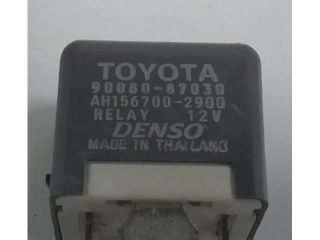 TOYOTA
90080-87030
AH156700-2900
RELAY 12V
DENSO
MADE IN THAILAND